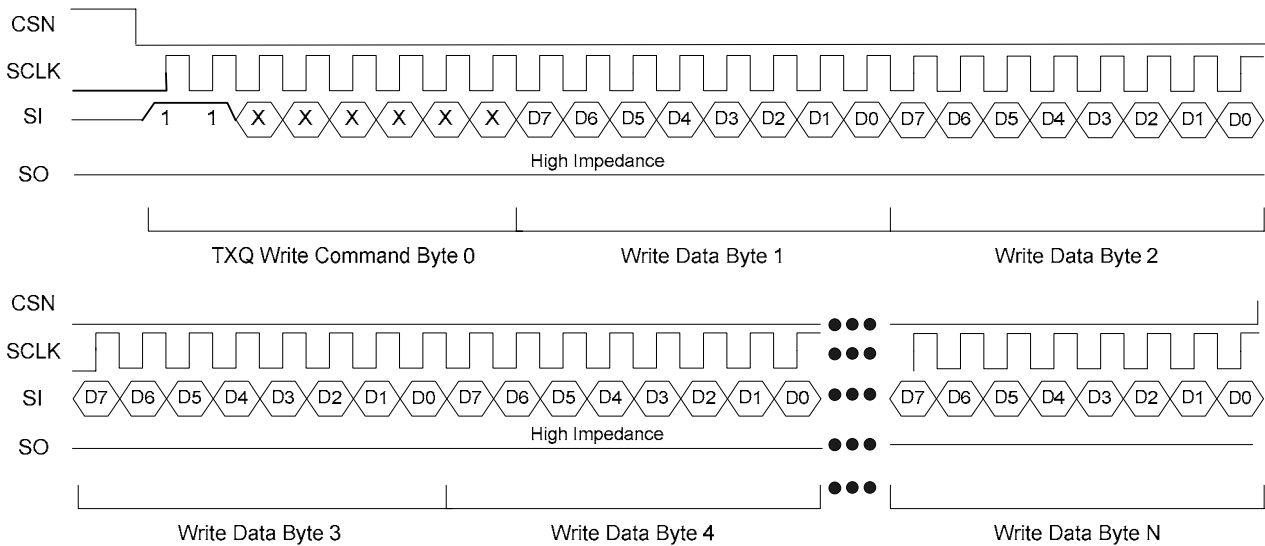 CSN
SCLK
SI 1 1 X X X X X X D7 D6 D5 D4 D3 D2 D1 D0 D7 D6 D5 D4 D3 D2 D1 D0
High Impedance
SO
TXQ Write Command Byte 0 Write Data Byte 1 Write Data Byte 2
CSN
SCLK
SI D7 D6 D5 D4 D3 D2 D1 D0 D7 D6 D5 D4 D3 D2 D1 D0 D7 D6 D5 D4 D3 D2 D1 D0
High Impedance
SO
Write Data Byte 3 Write Data Byte 4 Write Data Byte N